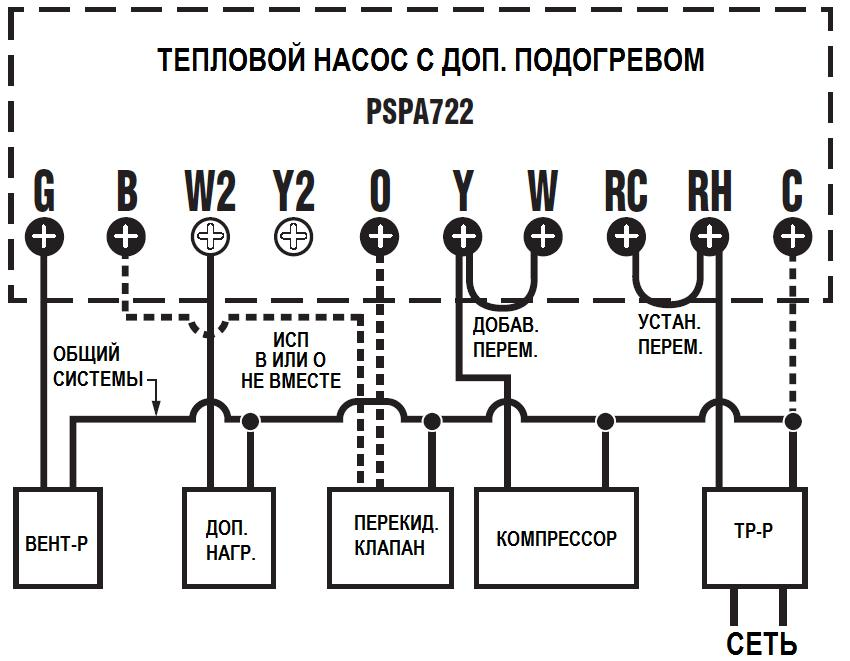 ТЕПЛОВОЙ НАСОС С ДОП. ПОДОГРЕВОМ
PSPA722
G B W2 Y2 O Y W RC RH C
ДОБАВ.
ПЕРЕМ.
УСТАН.
ПЕРЕМ.
ИСП
В ИЛИ О
НЕ ВМЕСТЕ
ОБЩИЙ
СИСТЕМЫ
ВЕНТ-Р
ДОП.
НАГР.
ПЕРЕКИД.
КЛАПАН
КОМПРЕССОР
ТР-Р
СЕТЬ